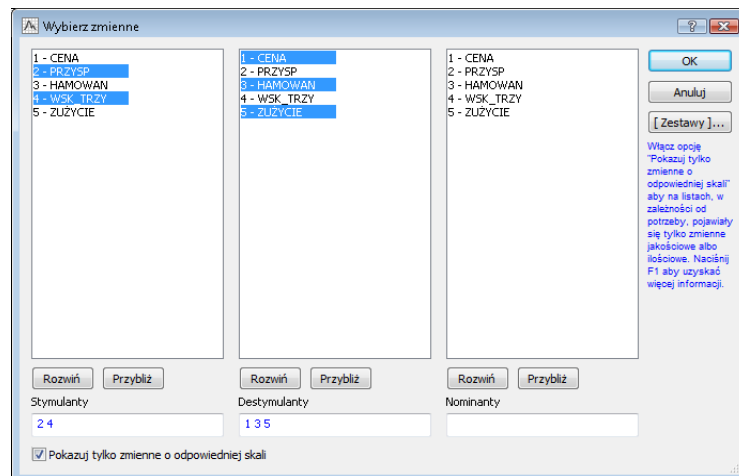 Wybierz zmienne
1 - CENA
2 - PRZYSP
3 - HAMOWAN
4 - WSK_TRZY
5 - ZUŻYCIE
1 - CENA
2 - PRZYSP
3 - HAMOWAN
4 - WSK_TRZY
5 - ZUŻYCIE
1 - CENA
2 - PRZYSP
3 - HAMOWAN
4 - WSK_TRZY
5 - ZUŻYCIE
OK
Anuluj
[ Zestawy ]...
Włącz opcję
"Pokazuj tylko
zmienne o
odpowiedniej skali"
aby na listach, w
zależności od
potrzeby, pojawiały
się tylko zmienne
jakościowe albo
ilościowe. Naciśnij
F1 aby uzyskać
więcej informacji.
Rozwiń Przybliż Rozwiń Przybliż Rozwiń Przybliż
Stymulanty Destymulanty Nominanty
2 4 1 3 5
Pokazuj tylko zmienne o odpowiedniej skali